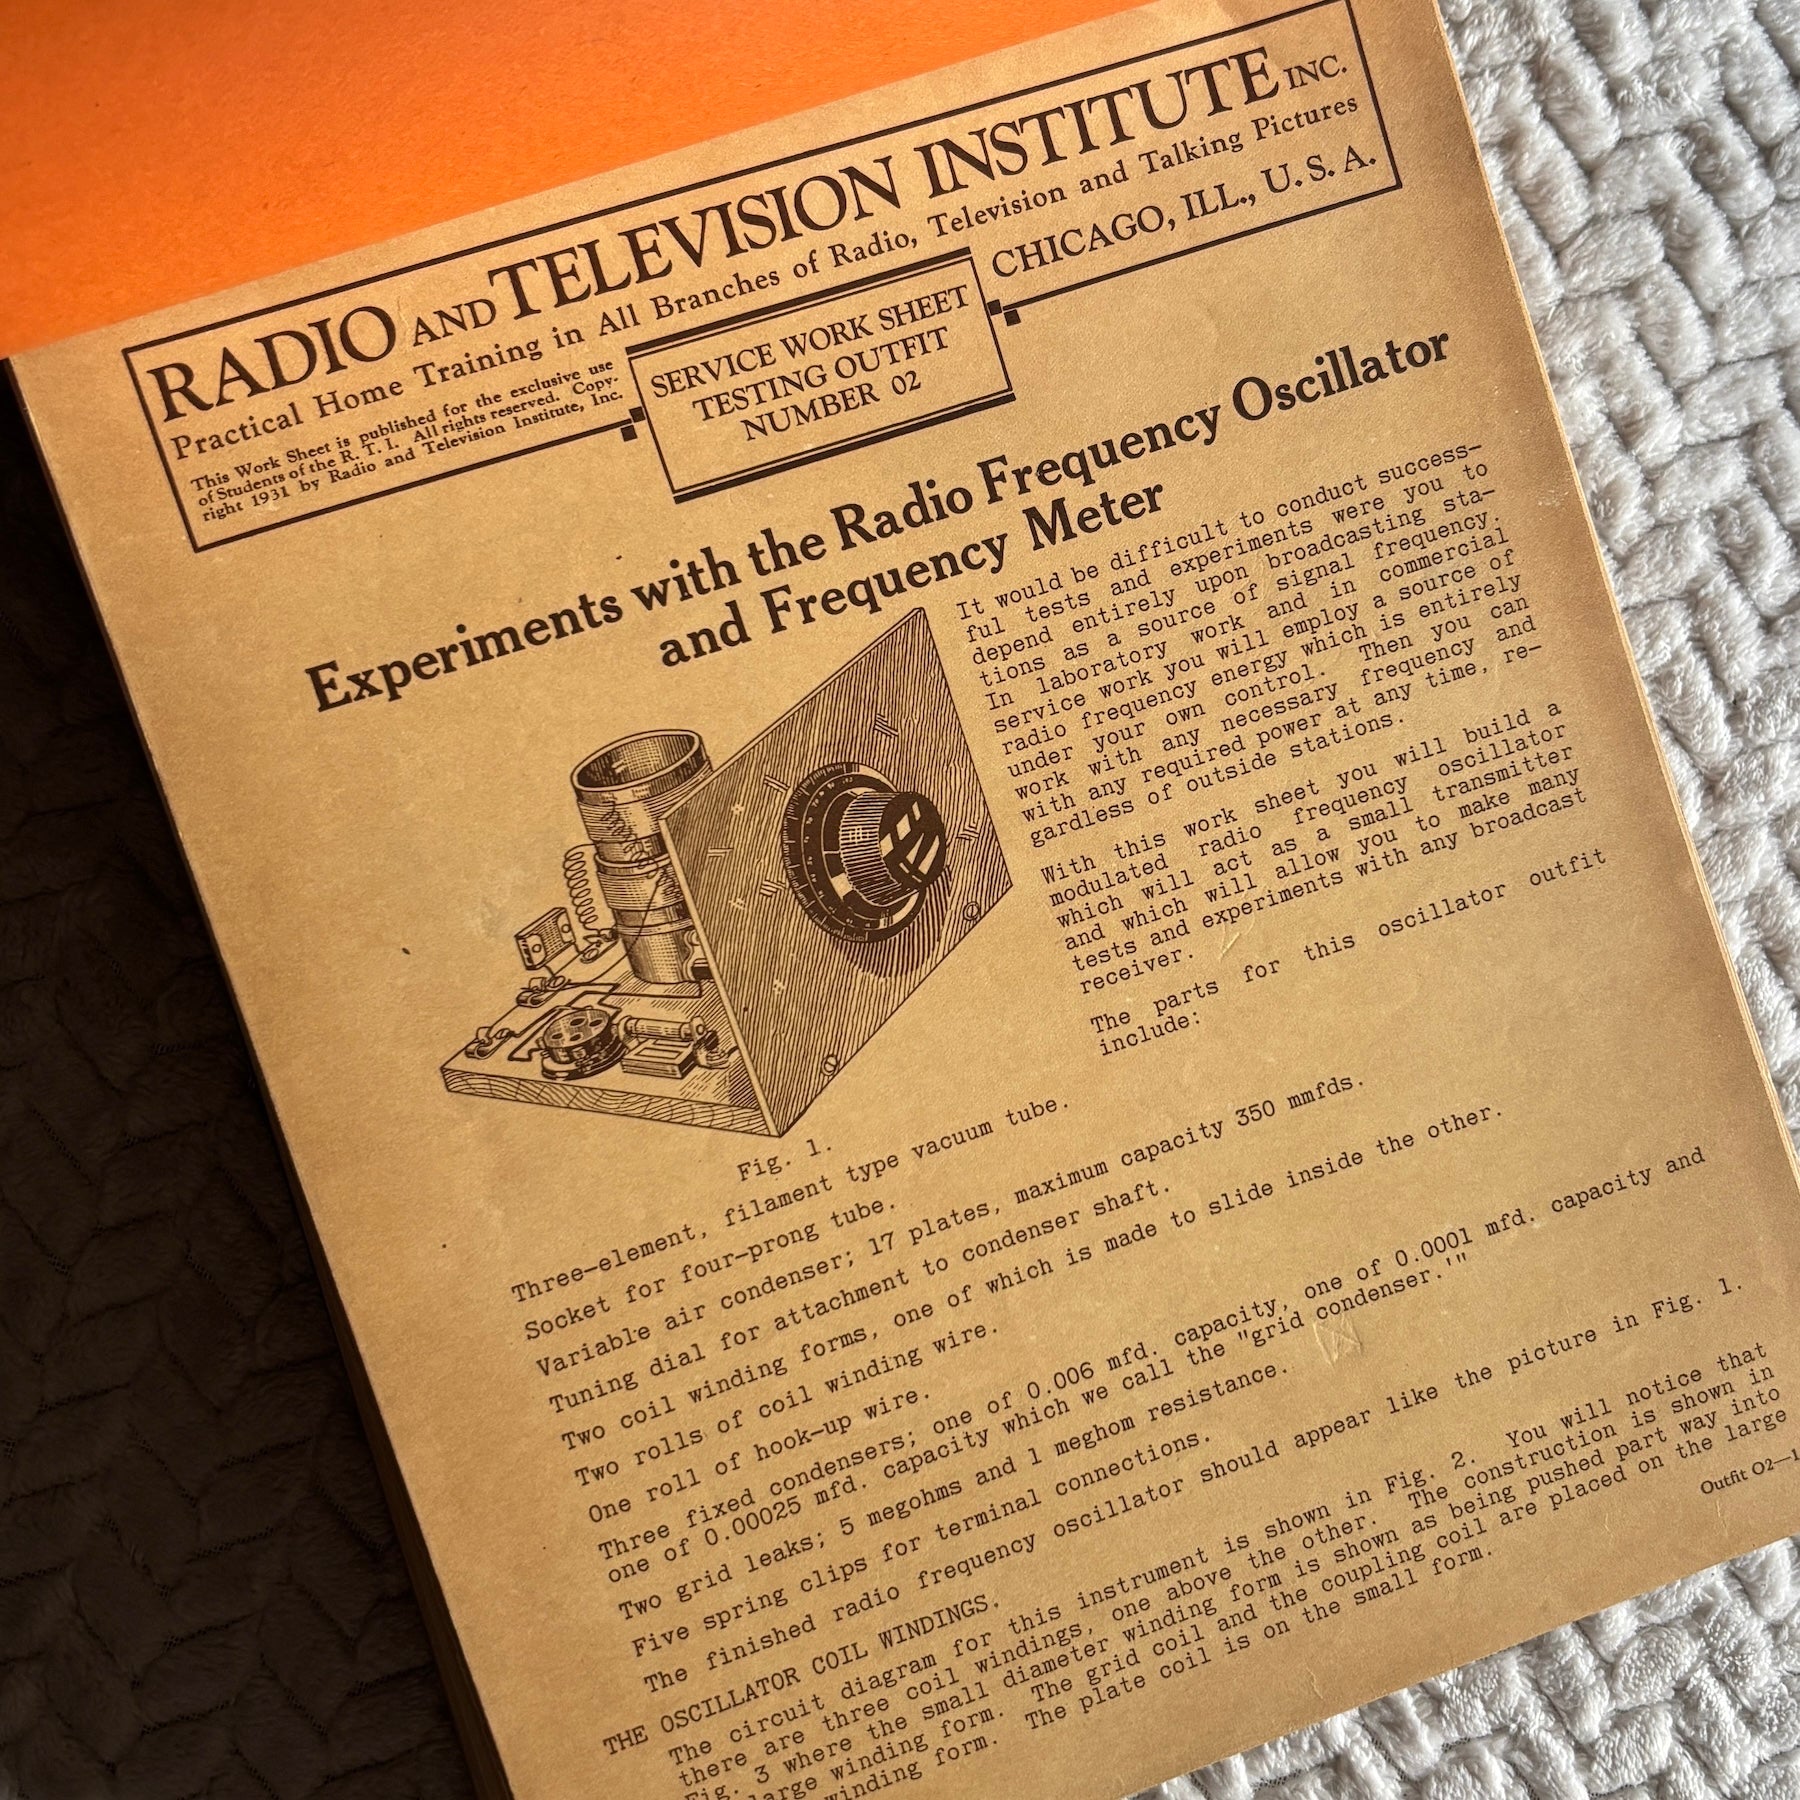 RADIO AND TELEVISION INSTITUTE INC.
Practical Home Training in All Branches of Radio, Television and Talking Pictures
This Work Sheet is published for the exclusive use
of Students of the R. T. I. All rights reserved. Copy-
right 1931 by Radio and Television Institute, Inc.
SERVICE WORK SHEET
TESTING OUTFIT
NUMBER 02
CHICAGO, ILL., U. S. A.
Experiments with the Radio Frequency Oscillator
and Frequency Meter
It would be difficult to conduct success-
ful tests and experiments were you to
depend entirely upon broadcasting sta-
tions as a source of signal frequency.
In laboratory work and in commercial
service work you will employ a source of
radio frequency energy which is entirely
under your own control. Then you can
work with any necessary frequency and
with any required power at any time, re-
gardless of outside stations.
With this work sheet you will build a
modulated radio frequency oscillator
which will act as a small transmitter
and which will allow you to make many
tests and experiments with any broadcast
receiver.
The parts for this oscillator outfit
include:
Fig. 1.
Three-element, filament type vacuum tube.
Socket for four-prong tube.
Variable air condenser; 17 plates, maximum capacity 350 mmfds.
Tuning dial for attachment to condenser shaft.
Two coil winding forms, one of which is made to slide inside the other.
Two rolls of coil winding wire.
One roll of hook-up wire.
Three fixed condensers; one of 0.006 mfd. capacity, one of 0.0001 mfd. capacity and
one of 0.00025 mfd. capacity which we call the "grid condenser.'"
Two grid leaks; 5 megohms and 1 meghom resistance.
Five spring clips for terminal connections.
The finished radio frequency oscillator should appear like the picture in Fig. 1.
THE OSCILLATOR COIL WINDINGS.
The circuit diagram for this instrument is shown in Fig. 2. You will notice that
there are three coil windings, one above the other. The construction is shown in
Fig. 3 where the small diameter winding form is shown as being pushed part way into
large winding form. The grid coil and the coupling coil are placed on the large
winding form. The plate coil is on the small form.
Outfit O2—1